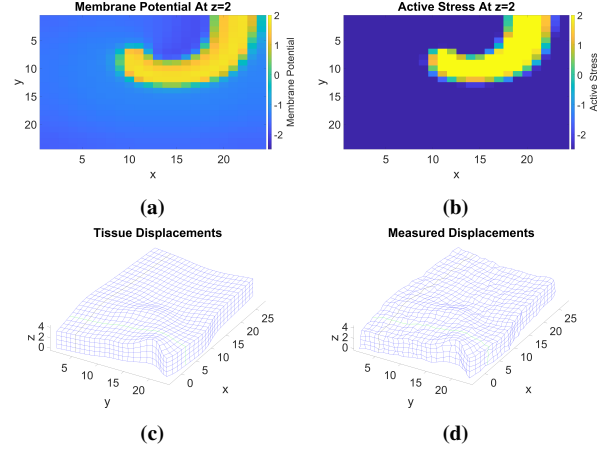 Membrane Potential At z=2
Active Stress At z=2
5
10
15
20
y
5
10
15
20
x
2
1
0
-1
-2
Membrane Potential
5
10
15
20
y
5
10
15
20
x
2
1
0
-1
-2
Active Stress
(a)
(b)
Tissue Displacements
Measured Displacements
4
2
0
z
5
10
15
20
y
0
5
10
15
20
25
x
4
2
0
z
5
10
15
20
y
0
5
10
15
20
25
x
(c)
(d)